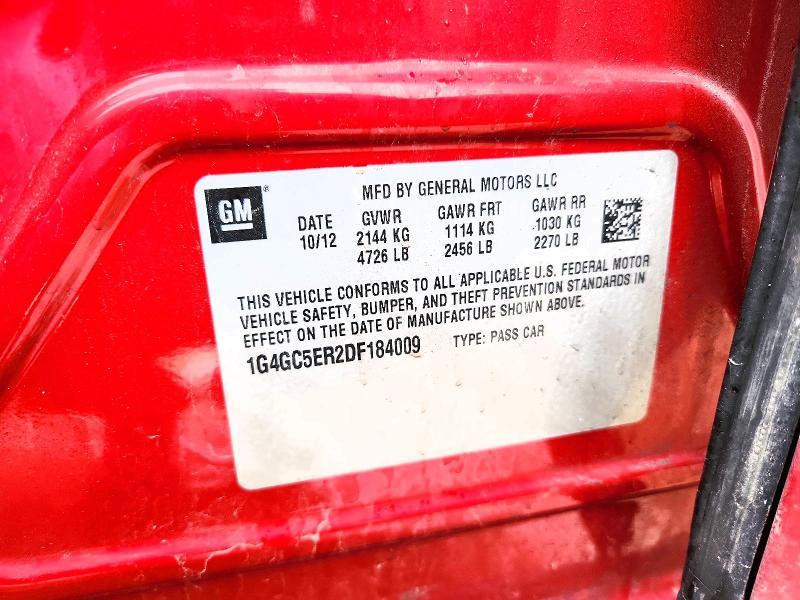 GM ®
MFD BY GENERAL MOTORS LLC
DATE GVWR GAWR FRT GAWR RR
10/12 2144 KG 1114 KG 1030 KG
4726 LB 2456 LB 2270 LB
THIS VEHICLE CONFORMS TO ALL APPLICABLE U.S. FEDERAL MOTOR
VEHICLE SAFETY, BUMPER, AND THEFT PREVENTION STANDARDS IN
EFFECT ON THE DATE OF MANUFACTURE SHOWN ABOVE.
1G4GC5ER2DF184009 TYPE: PASS CAR